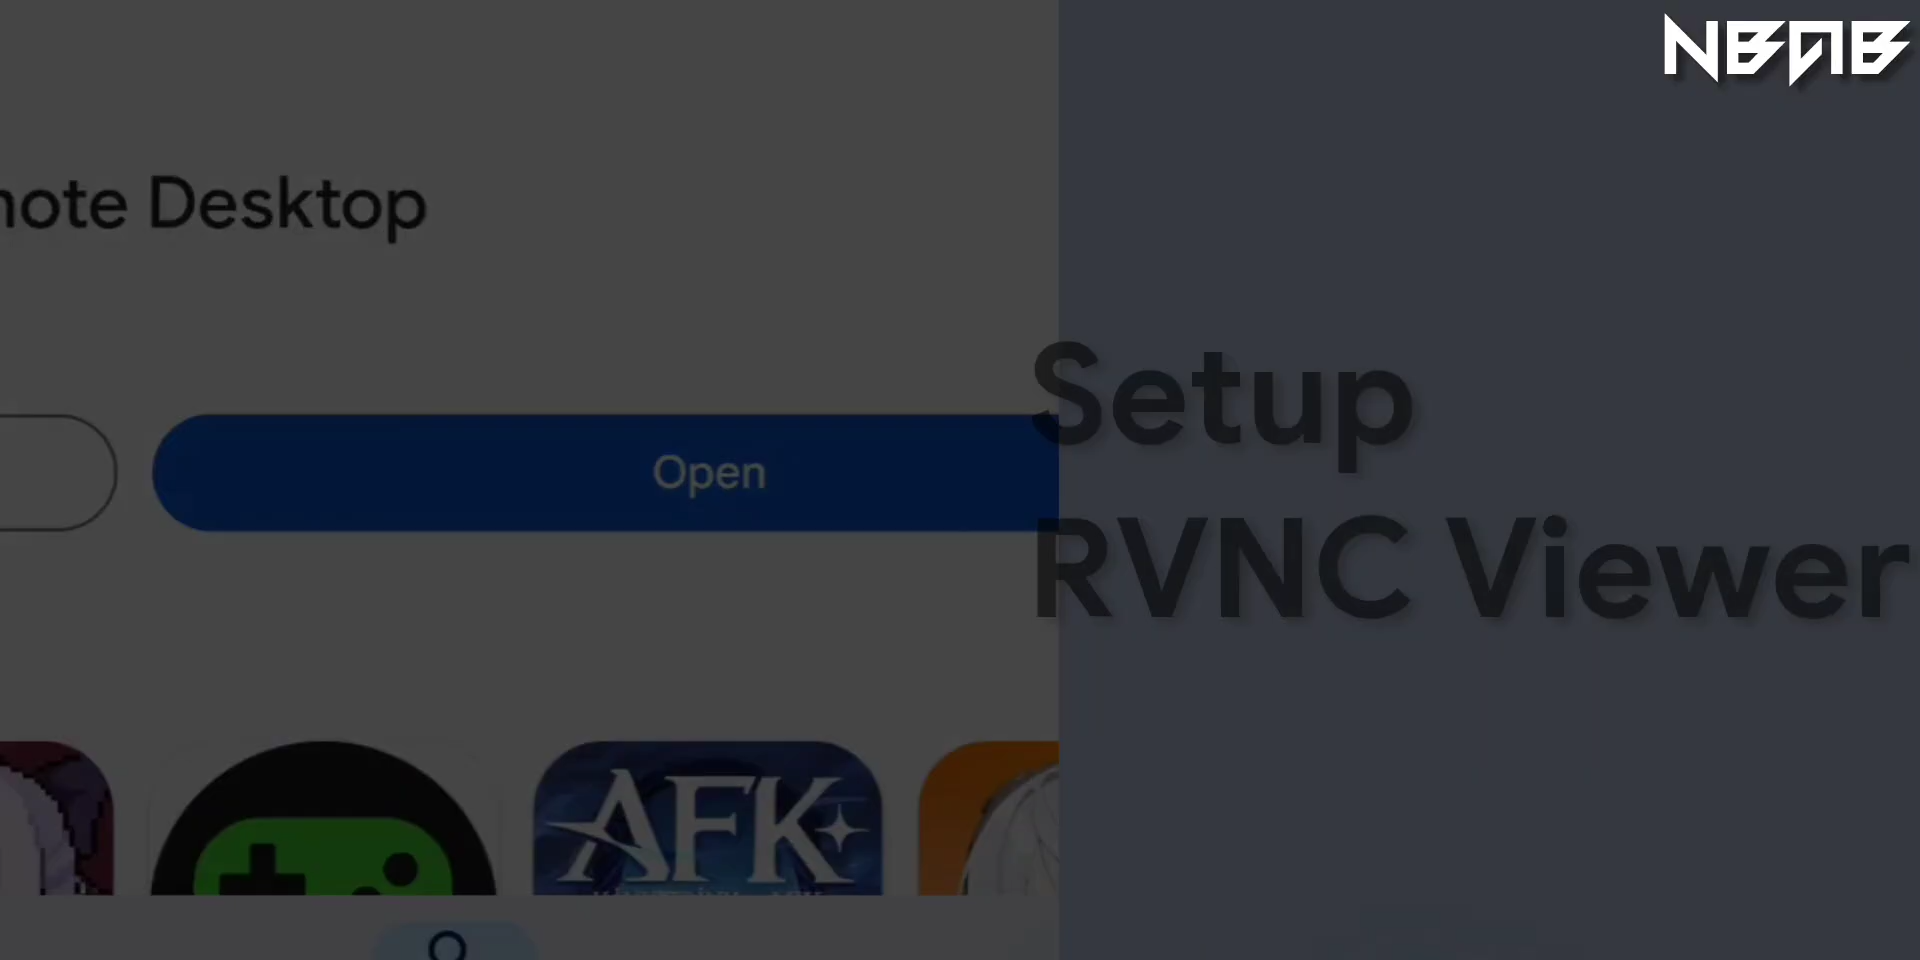 NBAB
note Desktop
Open
Setup
RVNC Viewer
AFK